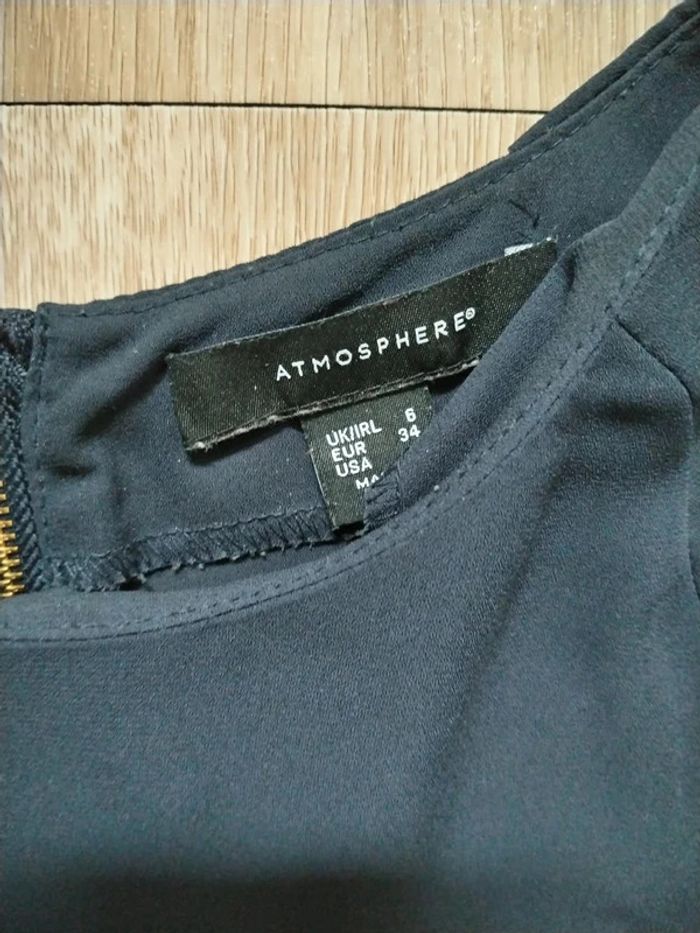 ATMOSPHERE®
UK/IRL 6
EUR 34
USA